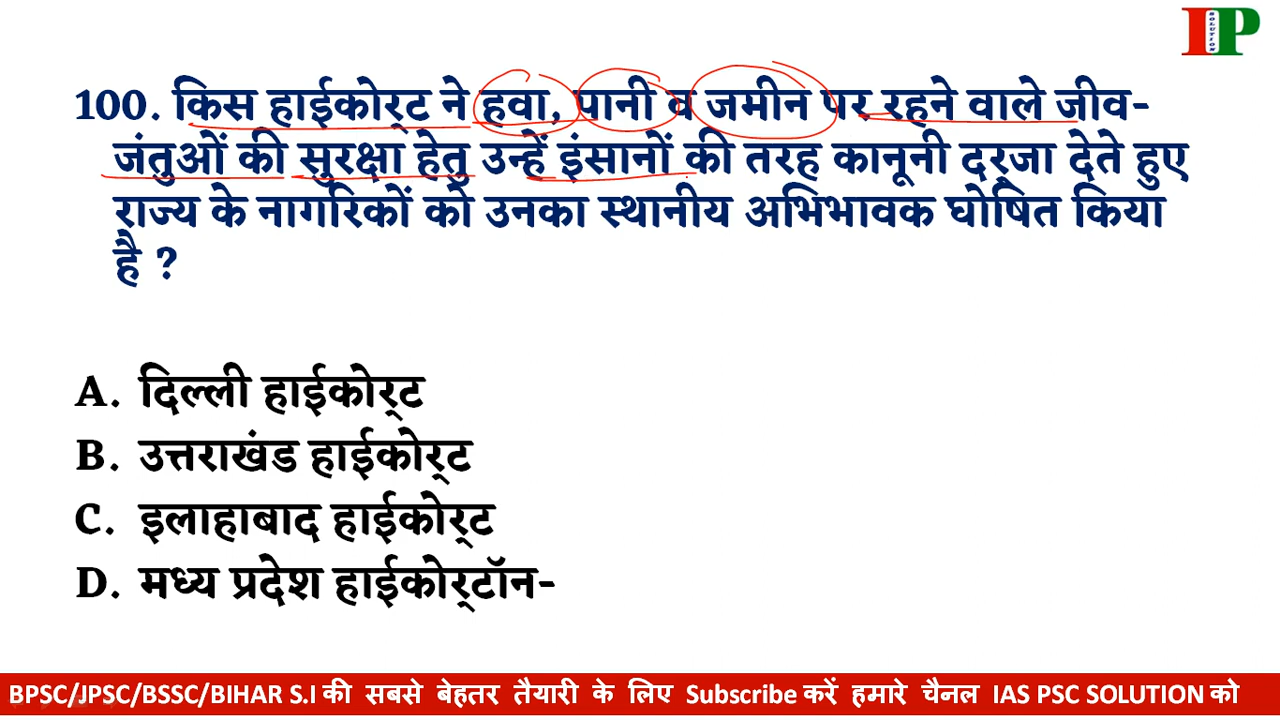 I SOLUTION P
100. किस हाईकोर्ट ने हवा, पानी व जमीन पर रहने वाले जीव-
जंतुओं की सुरक्षा हेतु उन्हें इंसानों की तरह कानूनी दर्जा देते हुए
राज्य के नागरिकों को उनका स्थानीय अभिभावक घोषित किया
है ?
A. दिल्ली हाईकोर्ट
B. उत्तराखंड हाईकोर्ट
C. इलाहाबाद हाईकोर्ट
D. मध्य प्रदेश हाईकोर्टॉन-
BPSC/JPSC/BSSC/BIHAR S.I की सबसे बेहतर तैयारी के लिए Subscribe करें हमारे चैनल IAS PSC SOLUTION को